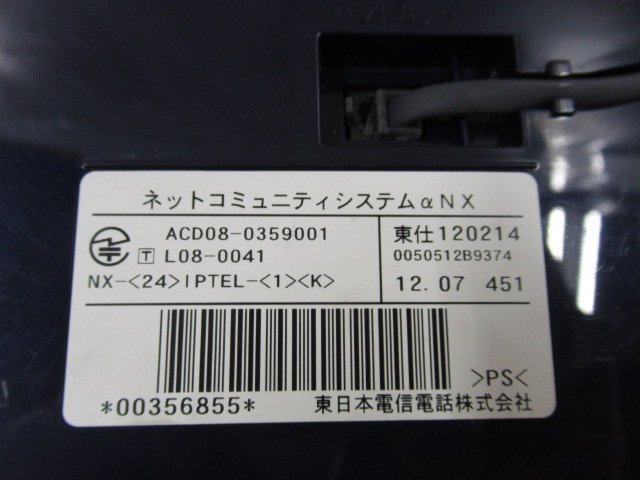 ネットコミュニティシステムαNX
ACD08-0359001
T L08-0041
NX-<24>IPTEL-<1><K>
東仕120214
0050512B9374
12.07 451
*00356855*
>PS<
東日本電信電話株式会社